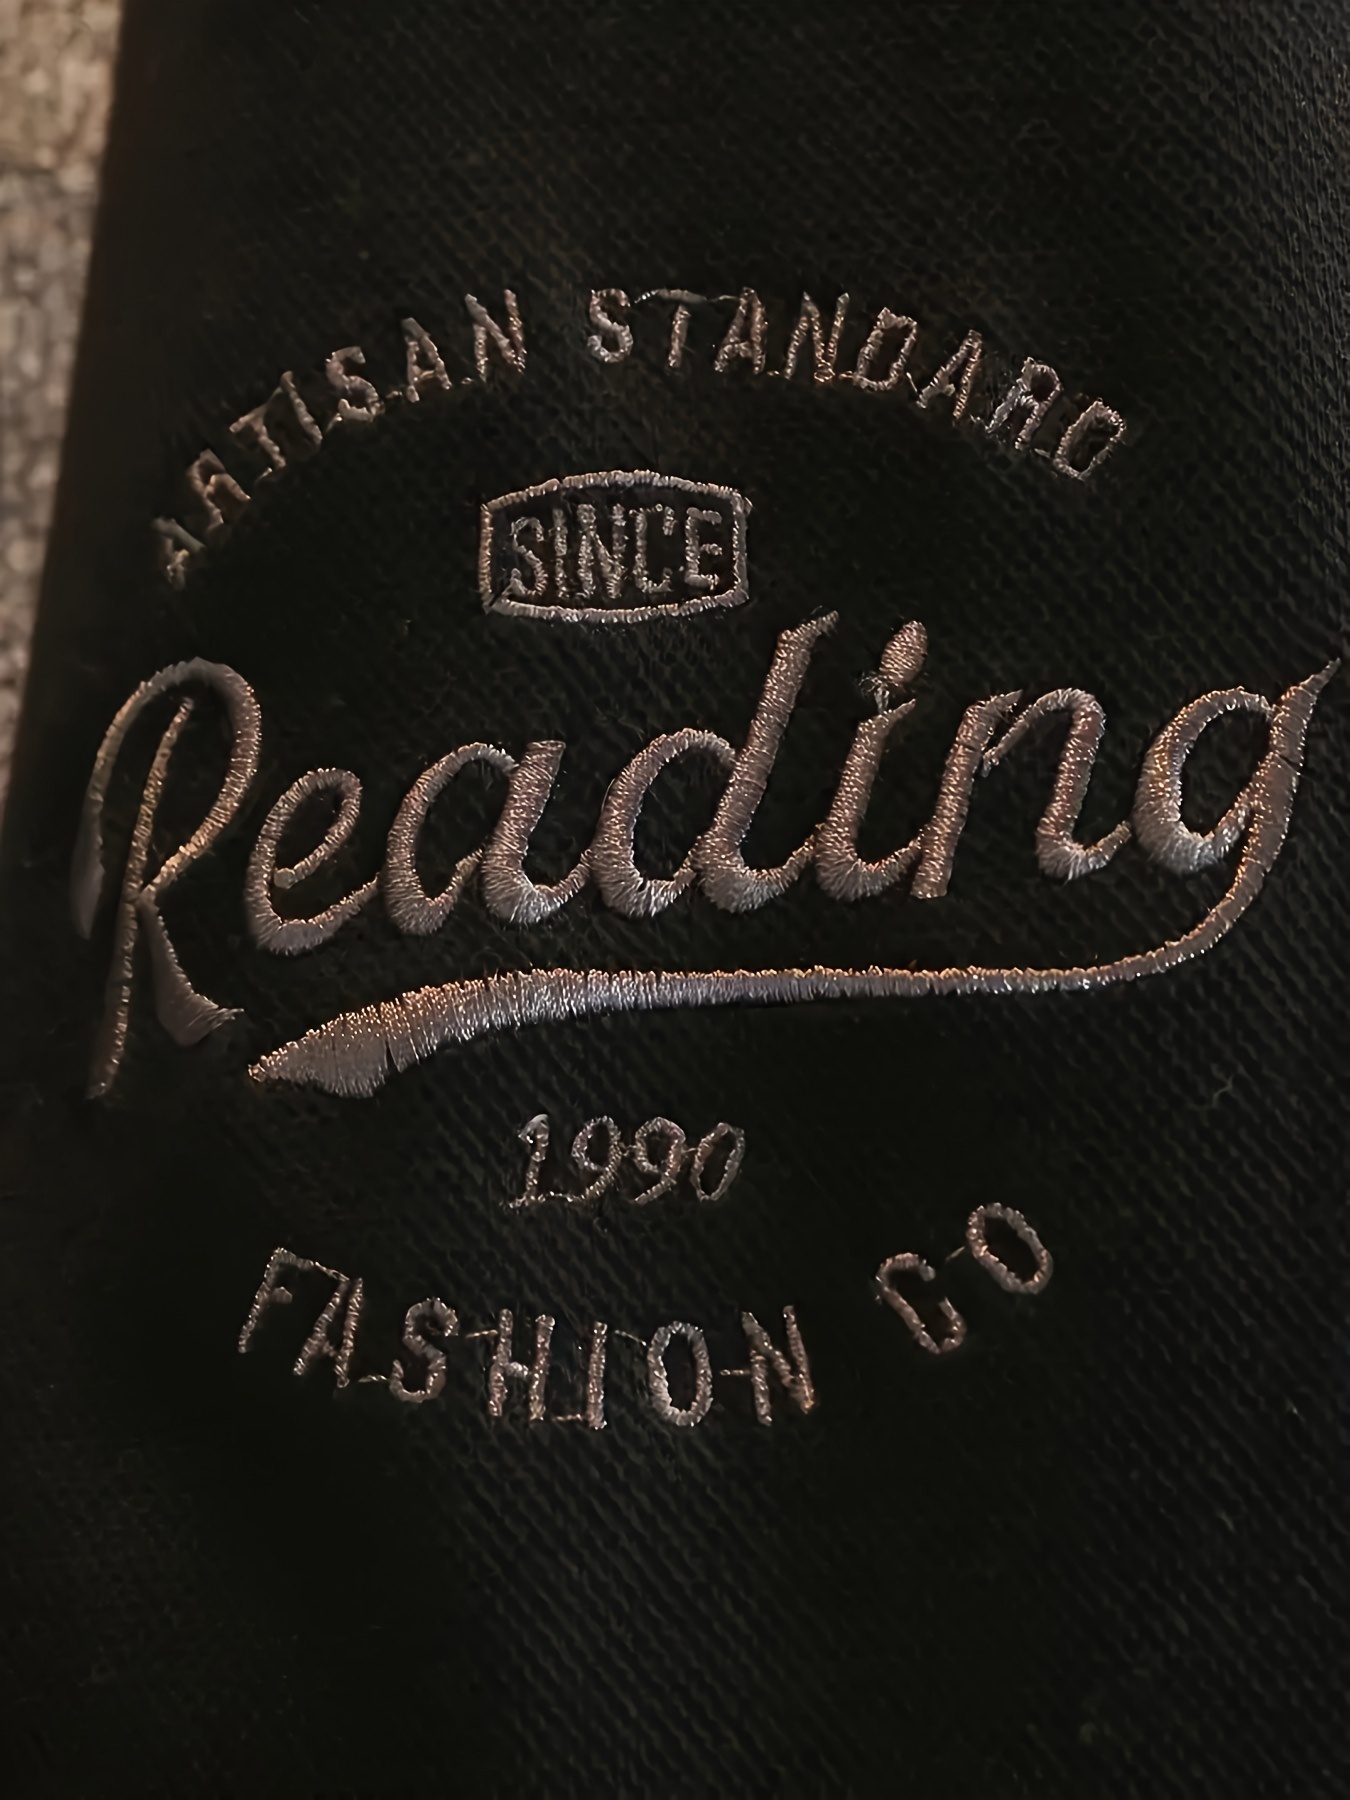 ARTISAN STANDARD
SINCE
Reading
1990
FASHION CO